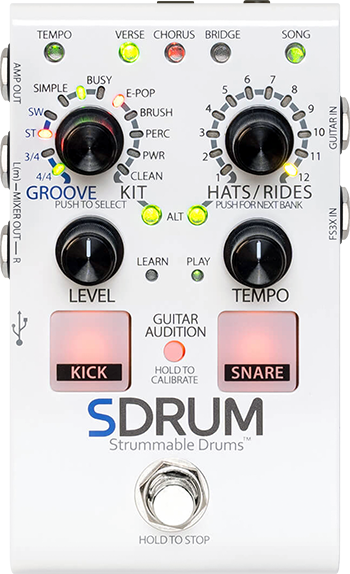 TEMPO VERSE CHORUS BRIDGE SONG
AMP OUT
GUITAR IN
SIMPLE BUSY E-POP
SW BRUSH
ST PERC
3/4 PWR
4/4 CLEAN
1 2 3 4 5 6 7 8 9 10 11 12
GROOVE KIT HATS/RIDES
PUSH TO SELECT PUSH FOR NEXT BANK
ALT
L(m)—MIXER OUT—R
FS3X IN
LEARN PLAY
LEVEL TEMPO
GUITAR
AUDITION
KICK SNARE
HOLD TO
CALIBRATE
SDRUM
Strummable Drums™
HOLD TO STOP